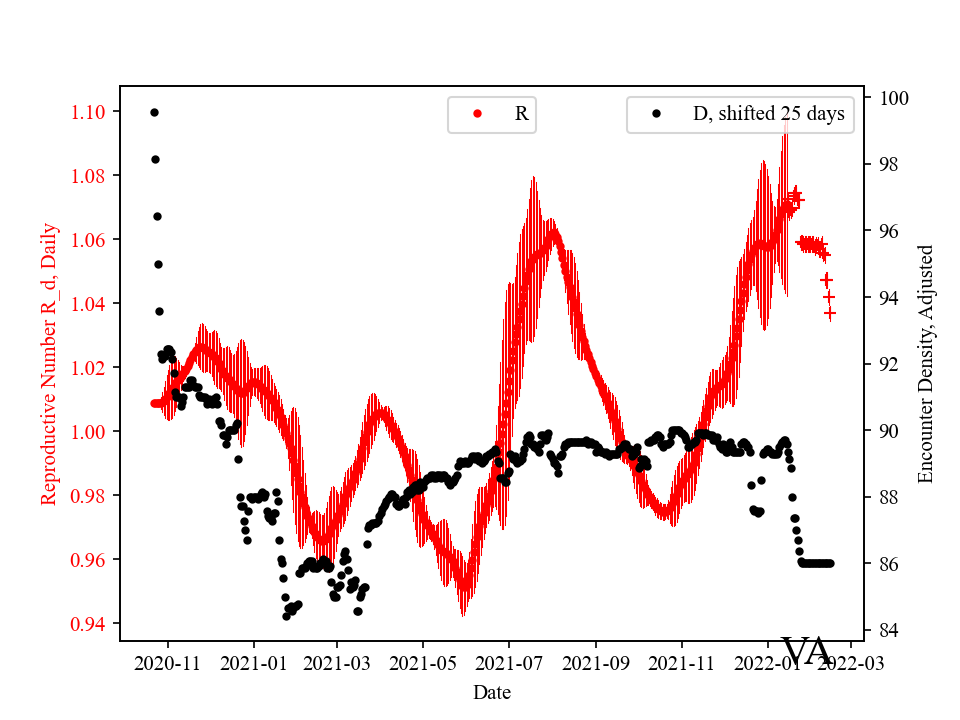 R
D, shifted 25 days
1.10
1.08
1.06
1.04
1.02
1.00
0.98
0.96
0.94
Reproductive Number R_d, Daily
100
98
96
94
92
90
88
86
84
Encounter Density, Adjusted
VA
2020-11 2021-01 2021-03 2021-05 2021-07 2021-09 2021-11 2022-01 2022-03
Date